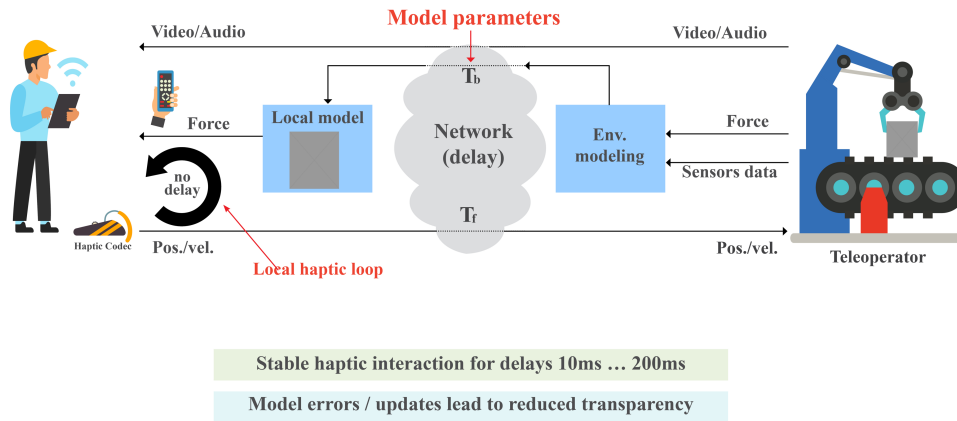 Model parameters
Video/Audio
Video/Audio
T_b
Local model
Force
Network
(delay)
Env.
modeling
Force
Sensors data
no
delay
T_f
Haptic Codec
Pos./vel.
Pos./vel.
Local haptic loop
Teleoperator
Stable haptic interaction for delays 10ms … 200ms
Model errors / updates lead to reduced transparency